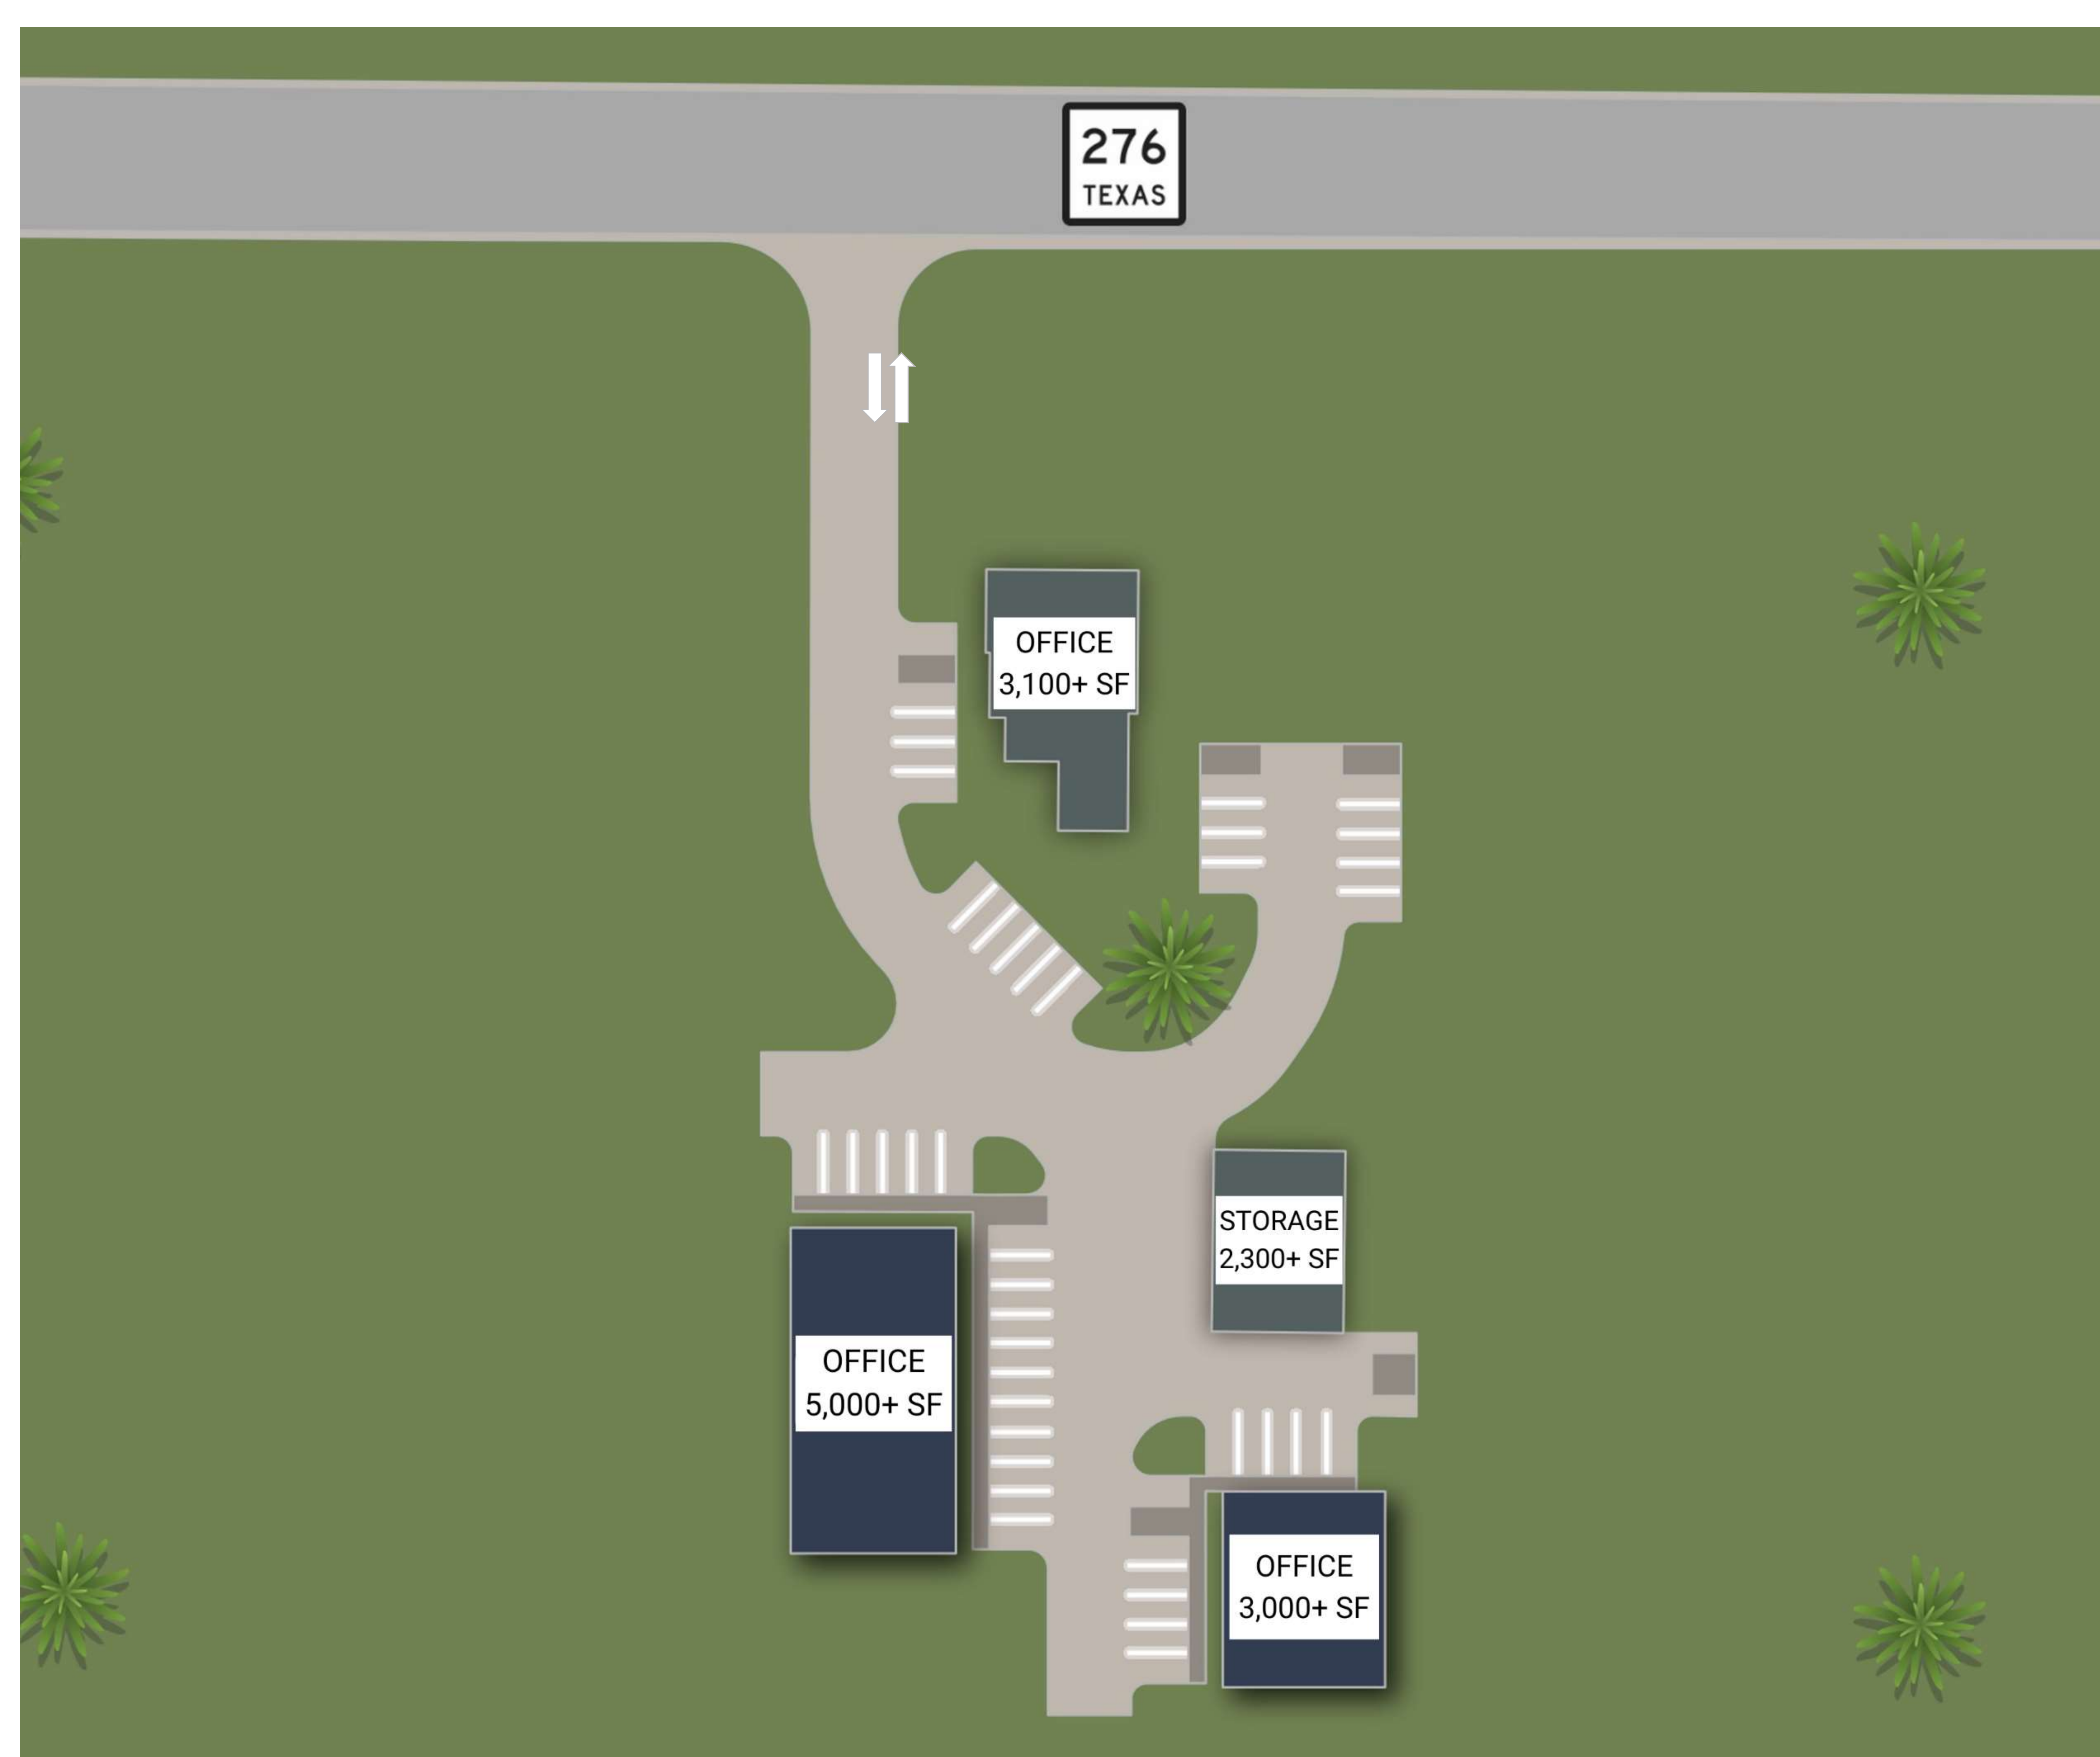 276
TEXAS
OFFICE
3,100+ SF
STORAGE
2,300+ SF
OFFICE
5,000+ SF
OFFICE
3,000+ SF